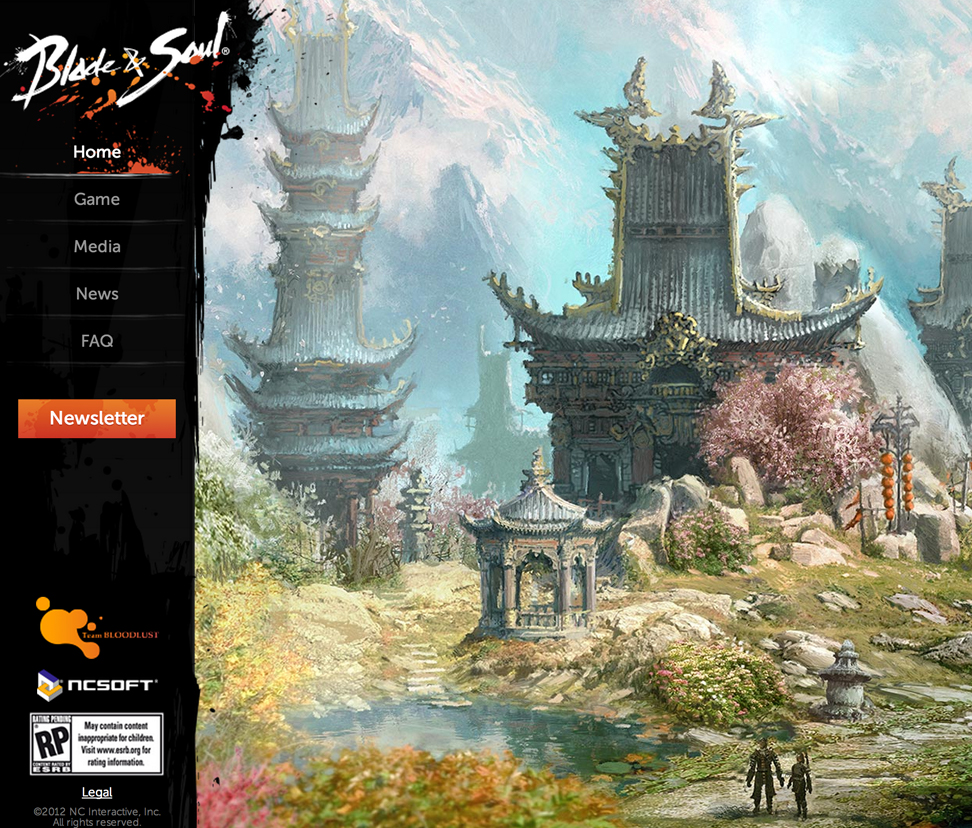 Blade & Soul®
Home
Game
Media
News
FAQ
Newsletter
Team BLOODLUST
NCSOFT®
RATING PENDING
RP
CONTENT RATED BY
ESRB
May contain content
inappropriate for children.
Visit www.esrb.org for
rating information.
Legal
©2012 NC Interactive, Inc.
All rights reserved.